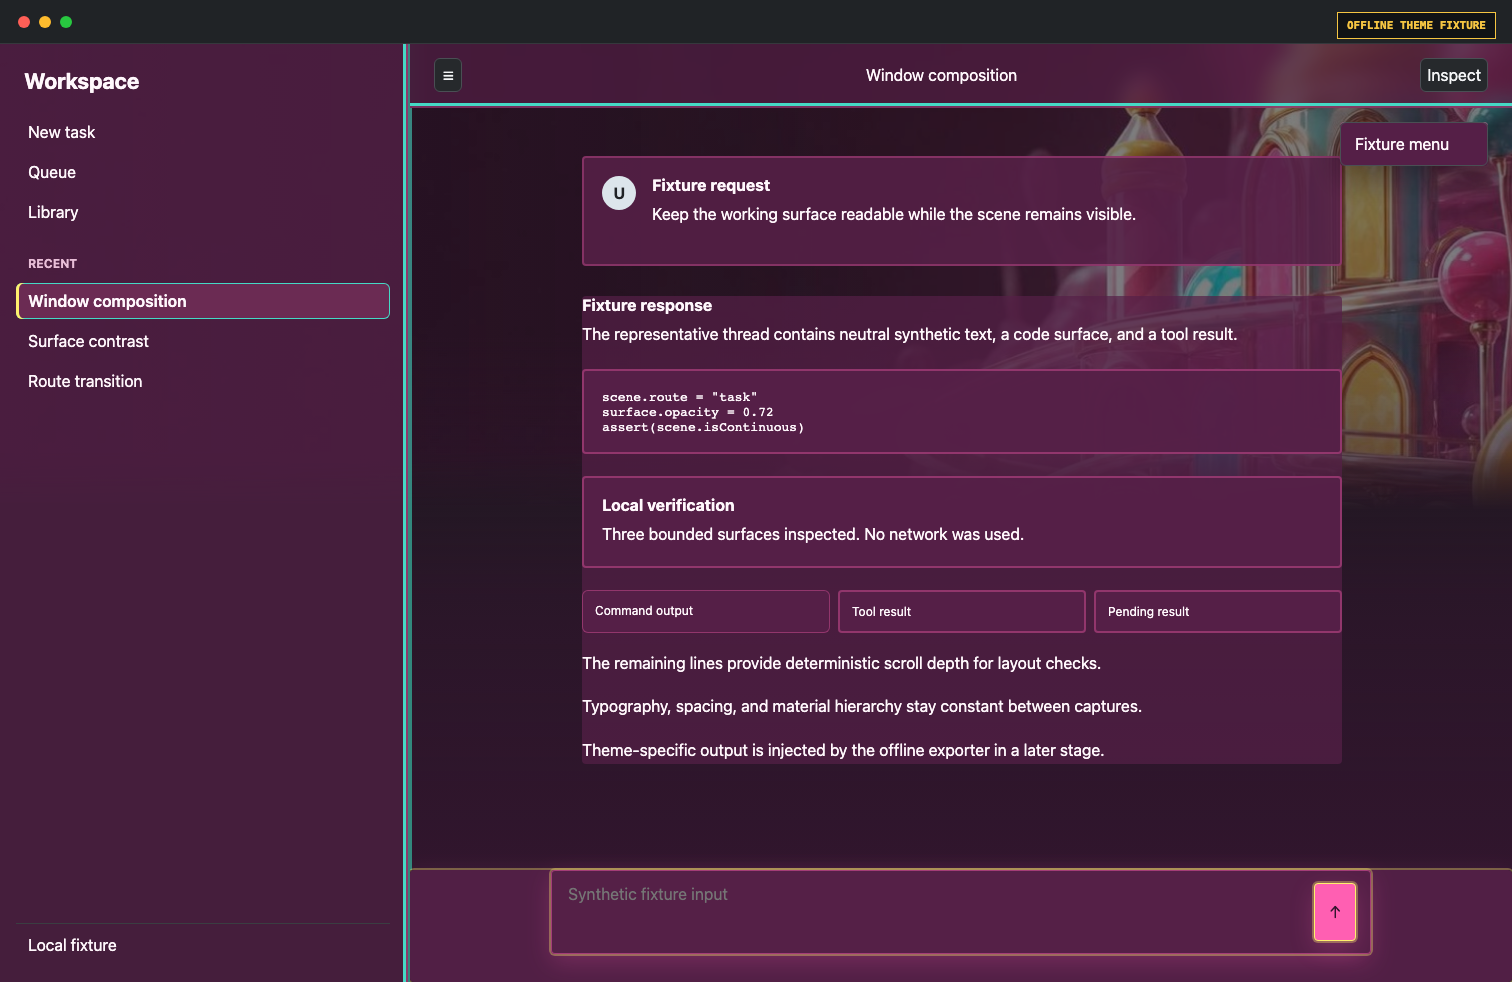 OFFLINE THEME FIXTURE
Workspace
New task
Queue
Library
RECENT
Window composition
Surface contrast
Route transition
Local fixture
Window composition
Inspect
Fixture menu
U
Fixture request
Keep the working surface readable while the scene remains visible.
Fixture response
The representative thread contains neutral synthetic text, a code surface, and a tool result.
scene.route = "task"
surface.opacity = 0.72
assert(scene.isContinuous)
Local verification
Three bounded surfaces inspected. No network was used.
Command output
Tool result
Pending result
The remaining lines provide deterministic scroll depth for layout checks.
Typography, spacing, and material hierarchy stay constant between captures.
Theme-specific output is injected by the offline exporter in a later stage.
Synthetic fixture input